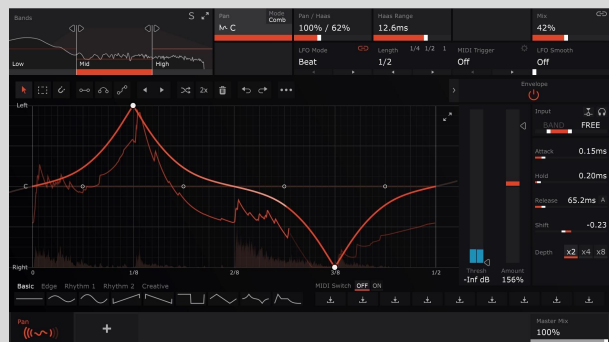 Bands S
Pan Mode
C Comb
Pan / Haas
100% / 62%
Haas Range
12.6ms
Mix
42%
LFO Mode
Beat
Length 1/4 1/2 1
1/2
MIDI Trigger
Off
LFO Smooth
Off
Low Mid High
2x
Envelope
Left
C
Right
0 1/8 2/8 3/8 1/2
Input
BAND FREE
Attack 0.15ms
Hold 0.20ms
Release 65.2ms A
Shift -0.23
Depth x2 x4 x8
Thresh Amount
-Inf dB 156%
Basic Edge Rhythm 1 Rhythm 2 Creative MIDI Switch OFF ON
Pan
+
Master Mix
100%